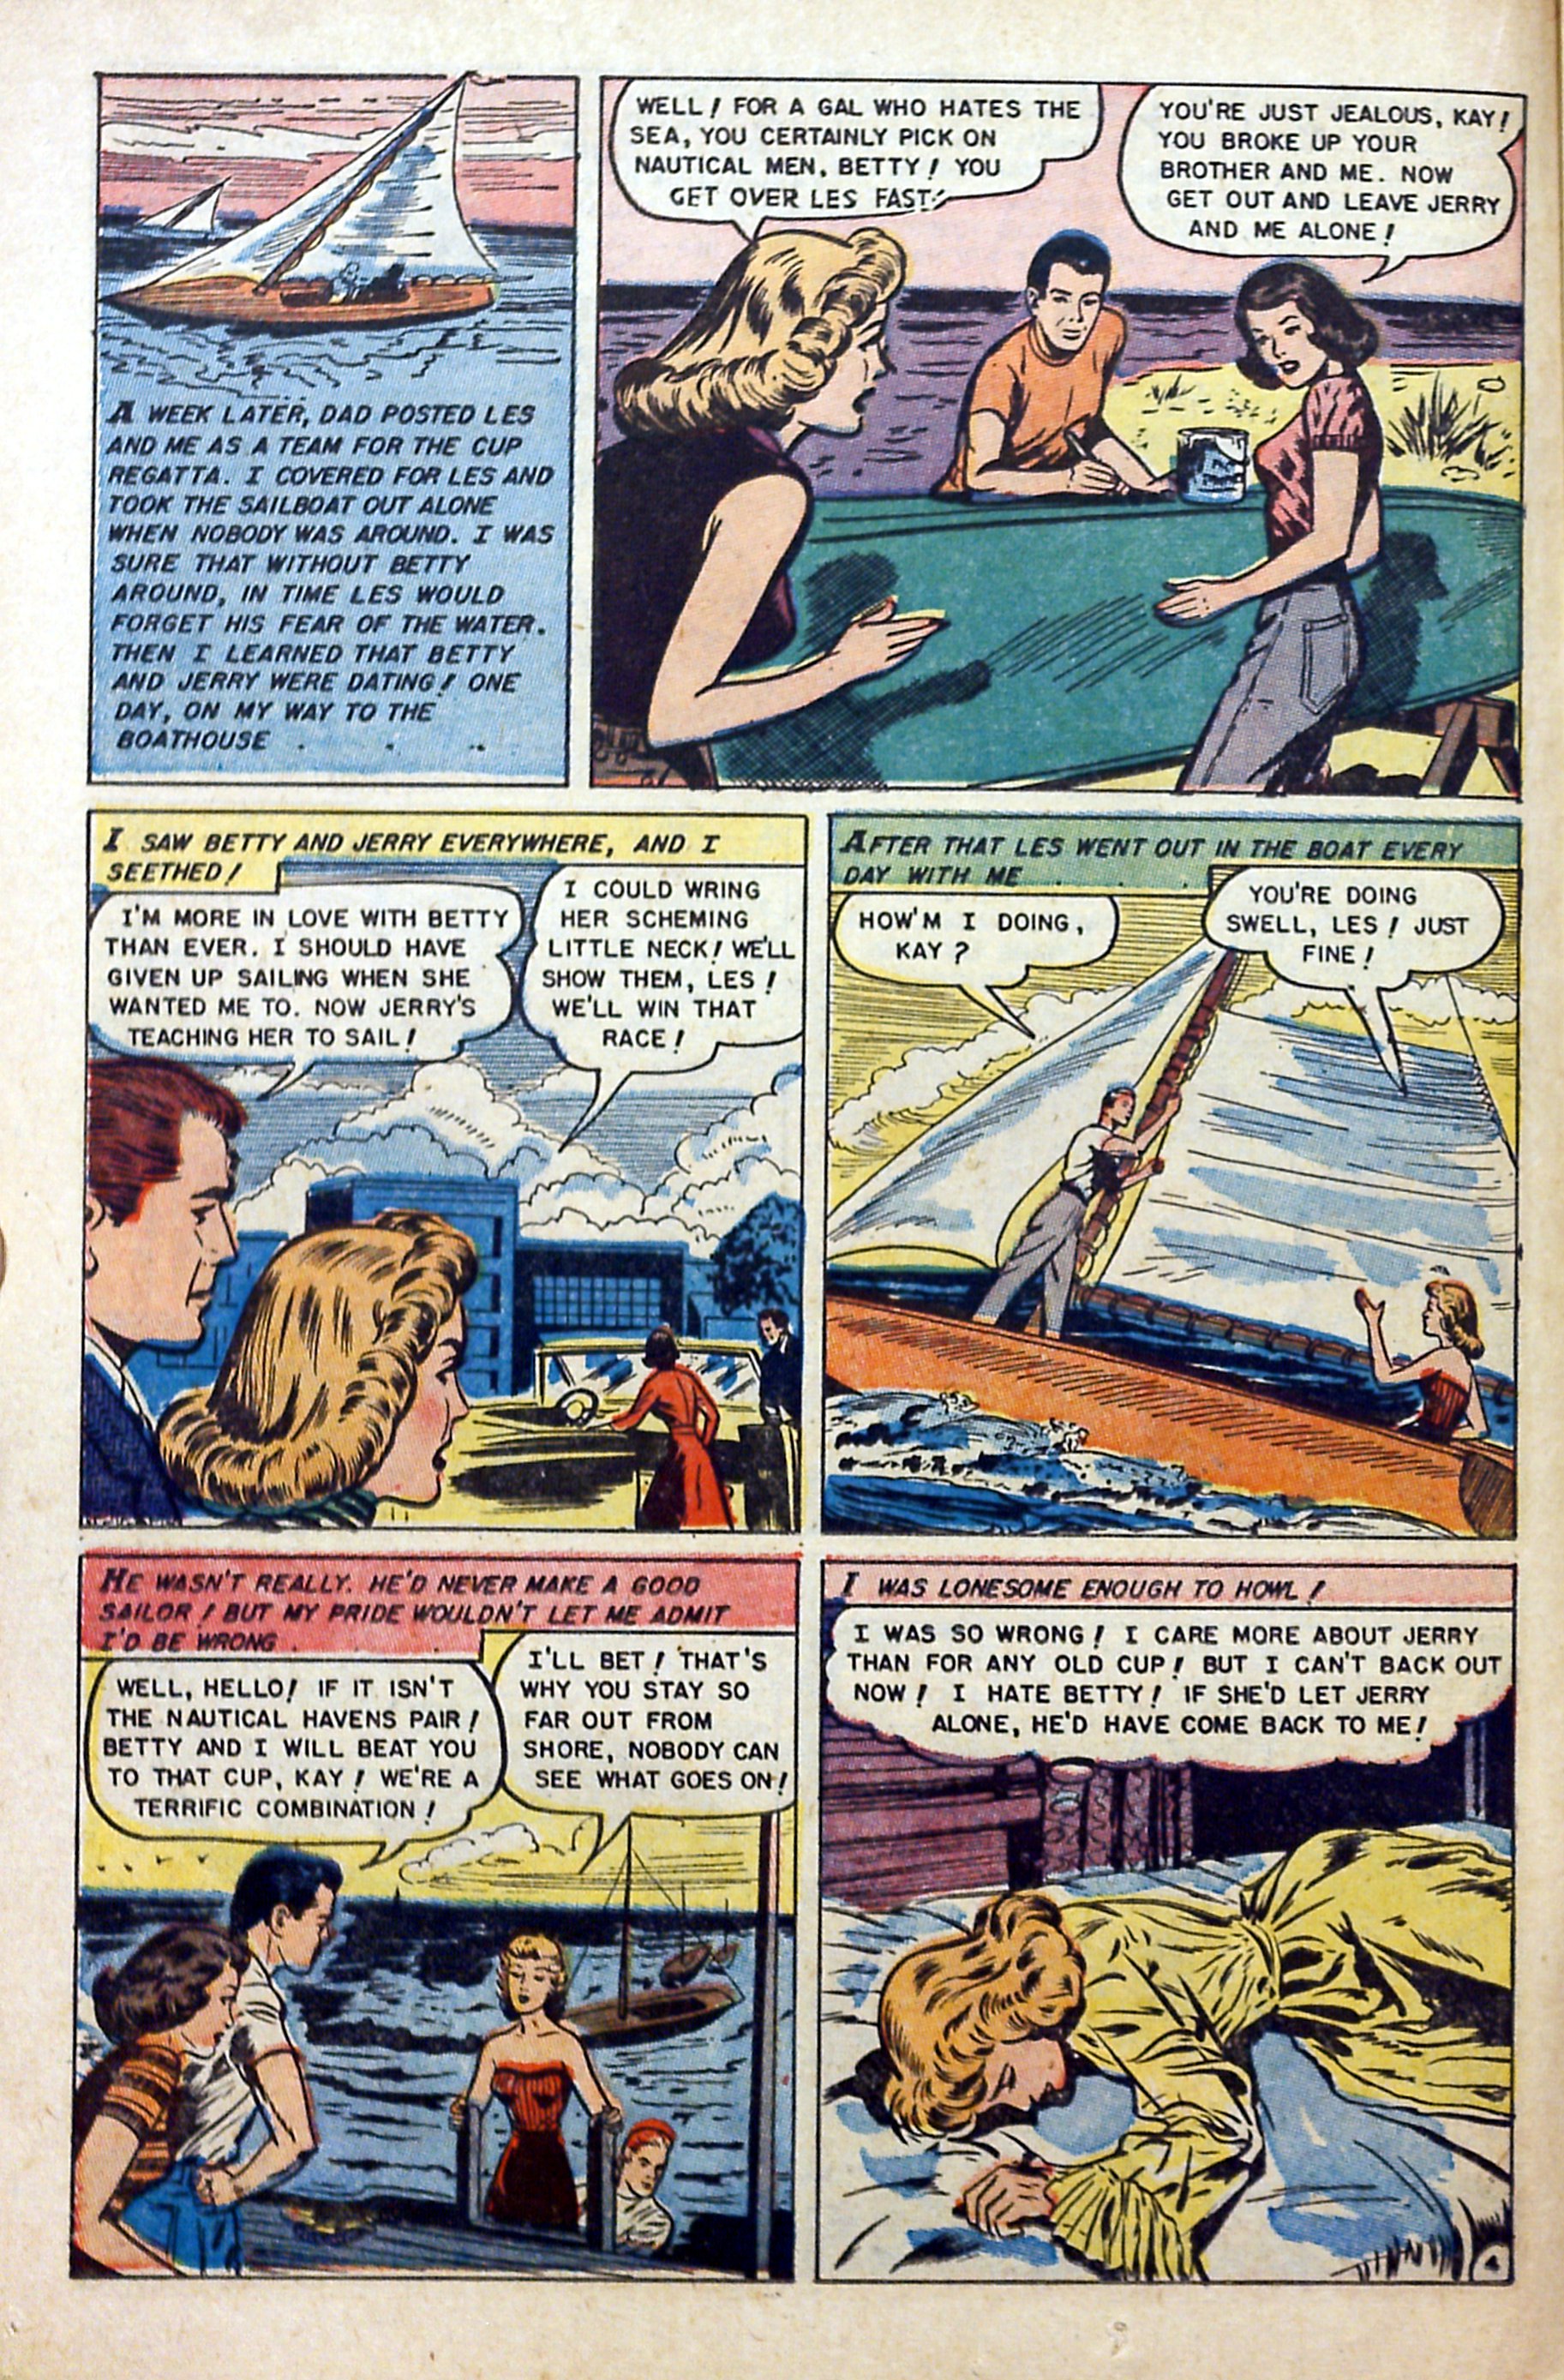 A WEEK LATER, DAD POSTED LES
AND ME AS A TEAM FOR THE CUP
REGATTA. I COVERED FOR LES AND
TOOK THE SAILBOAT OUT ALONE
WHEN NOBODY WAS AROUND. I WAS
SURE THAT WITHOUT BETTY
AROUND, IN TIME LES WOULD
FORGET HIS FEAR OF THE WATER.
THEN I LEARNED THAT BETTY
AND JERRY WERE DATING! ONE
DAY, ON MY WAY TO THE
BOATHOUSE . . ..
WELL! FOR A GAL WHO HATES THE
SEA, YOU CERTAINLY PICK ON
NAUTICAL MEN, BETTY! YOU
GET OVER LES FAST!
YOU'RE JUST JEALOUS, KAY!
YOU BROKE UP YOUR
BROTHER AND ME. NOW
GET OUT AND LEAVE JERRY
AND ME ALONE!
I SAW BETTY AND JERRY EVERYWHERE, AND I
SEETHED!
I'M MORE IN LOVE WITH BETTY
THAN EVER. I SHOULD HAVE
GIVEN UP SAILING WHEN SHE
WANTED ME TO. NOW JERRY'S
TEACHING HER TO SAIL!
I COULD WRING
HER SCHEMING
LITTLE NECK! WE'LL
SHOW THEM, LES!
WE'LL WIN THAT
RACE!
AFTER THAT LES WENT OUT IN THE BOAT EVERY
DAY WITH ME . . .
HOW'M I DOING,
KAY?
YOU'RE DOING
SWELL, LES! JUST
FINE!
HE WASN'T REALLY. HE'D NEVER MAKE A GOOD
SAILOR! BUT MY PRIDE WOULDN'T LET ME ADMIT
I'D BE WRONG . . .
WELL, HELLO! IF IT ISN'T
THE NAUTICAL HAVENS PAIR!
BETTY AND I WILL BEAT YOU
TO THAT CUP, KAY! WE'RE A
TERRIFIC COMBINATION!
I'LL BET! THAT'S
WHY YOU STAY SO
FAR OUT FROM
SHORE, NOBODY CAN
SEE WHAT GOES ON!
I WAS LONESOME ENOUGH TO HOWL!
I WAS SO WRONG! I CARE MORE ABOUT JERRY
THAN FOR ANY OLD CUP! BUT I CAN'T BACK OUT
NOW! I HATE BETTY! IF SHE'D LET JERRY
ALONE, HE'D HAVE COME BACK TO ME!
4